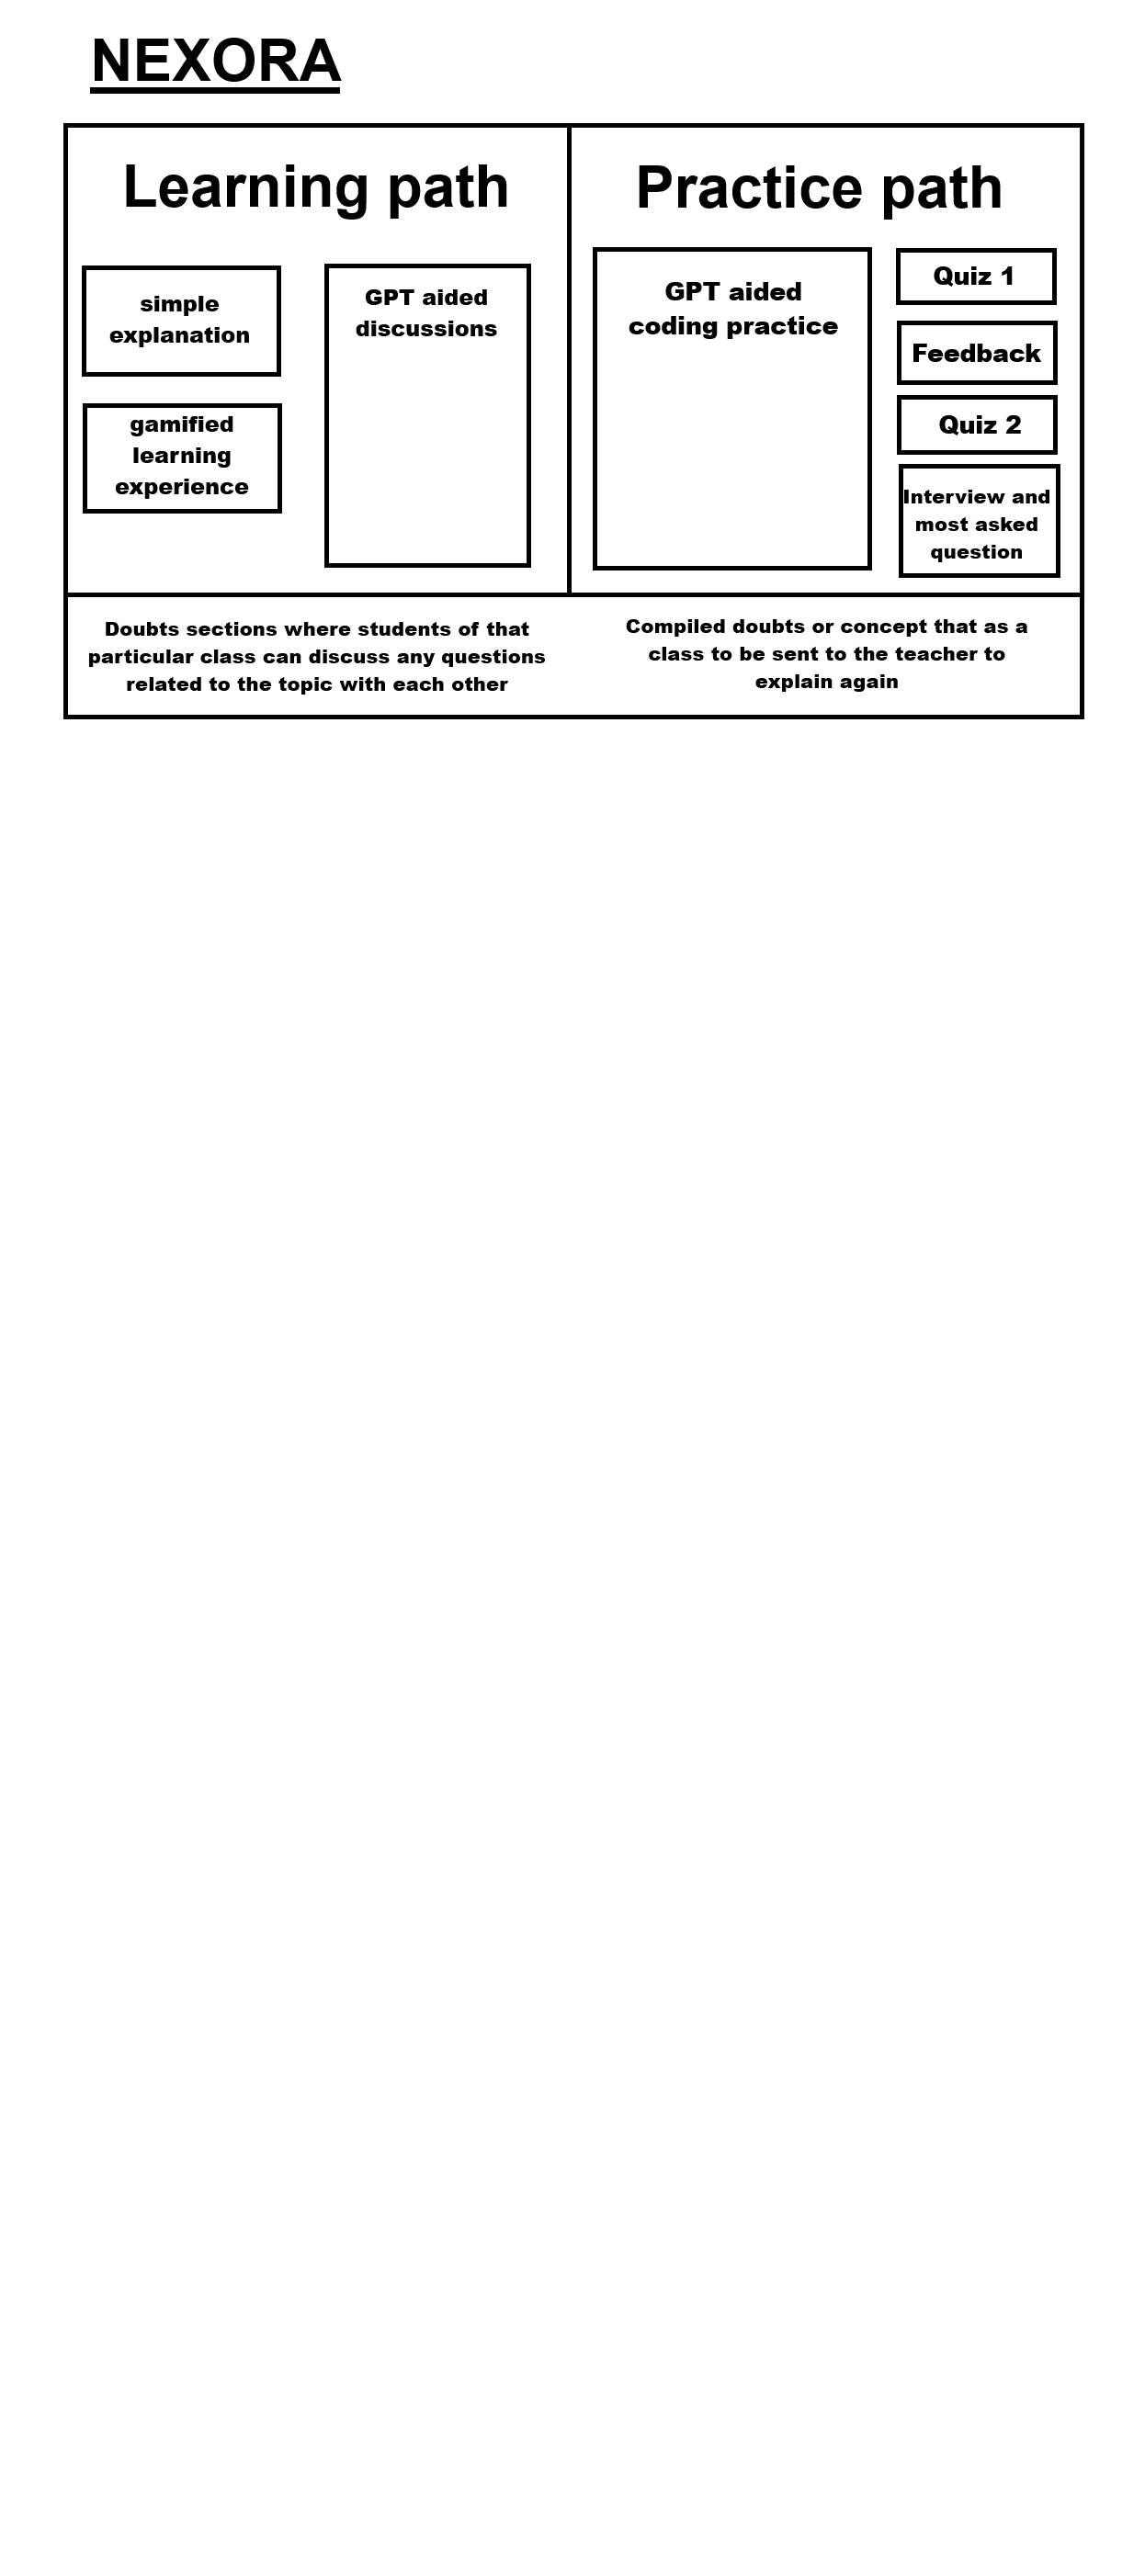 NEXORA
Learning path
simple
explanation
gamified
learning
experience
GPT aided
discussions
Practice path
GPT aided
coding practice
Quiz 1
Feedback
Quiz 2
Interview and
most asked
question
Doubts sections where students of that
particular class can discuss any questions
related to the topic with each other
Compiled doubts or concept that as a
class to be sent to the teacher to
explain again